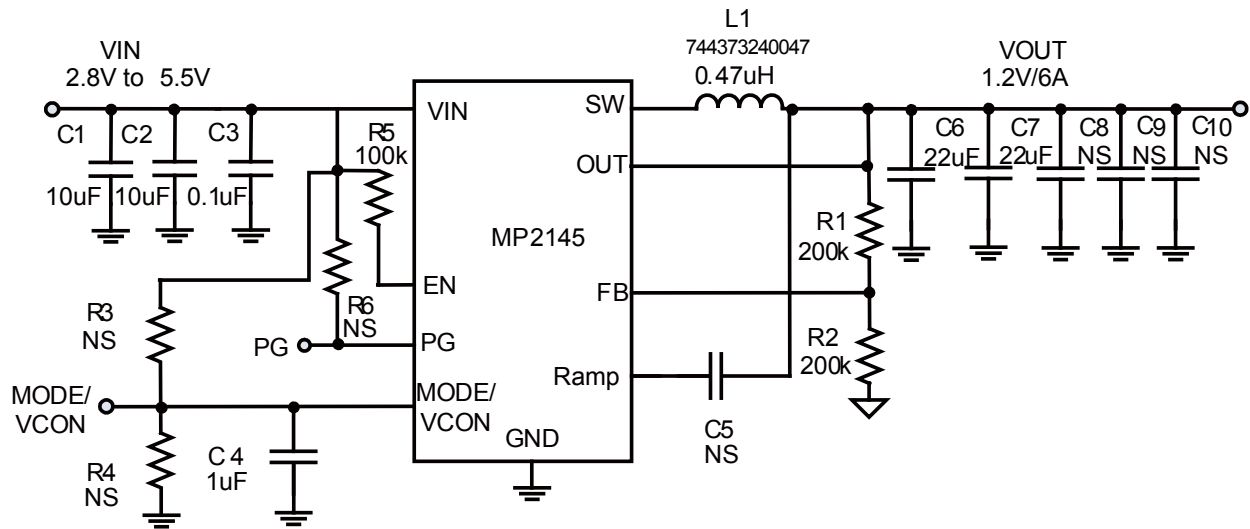 L1
744373240047
0.47uH
VIN
2.8V to 5.5V
VOUT
1.2V/6A
C1
10uF
C2
10uF
C3
0.1uF
R5
100k
VIN
SW
OUT
MP2145
EN
FB
PG
Ramp
MODE/
VCON
GND
C6
22uF
C7
22uF
C8
NS
C9
NS
C10
NS
R1
200k
R2
200k
R3
NS
R6
NS
PG
MODE/
VCON
R4
NS
C4
1uF
C5
NS